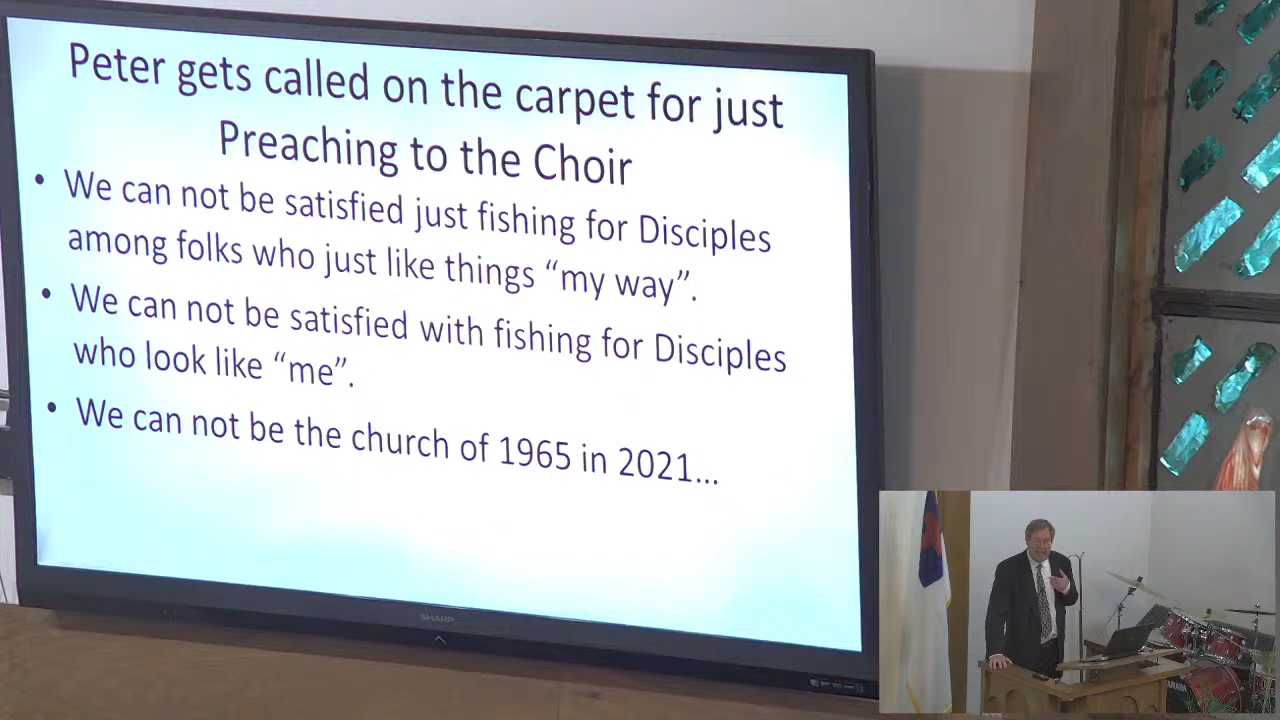 Peter gets called on the carpet for just
Preaching to the Choir
• We can not be satisfied just fishing for Disciples
among folks who just like things “my way”.
• We can not be satisfied with fishing for Disciples
who look like “me”.
• We can not be the church of 1965 in 2021...
SHARP